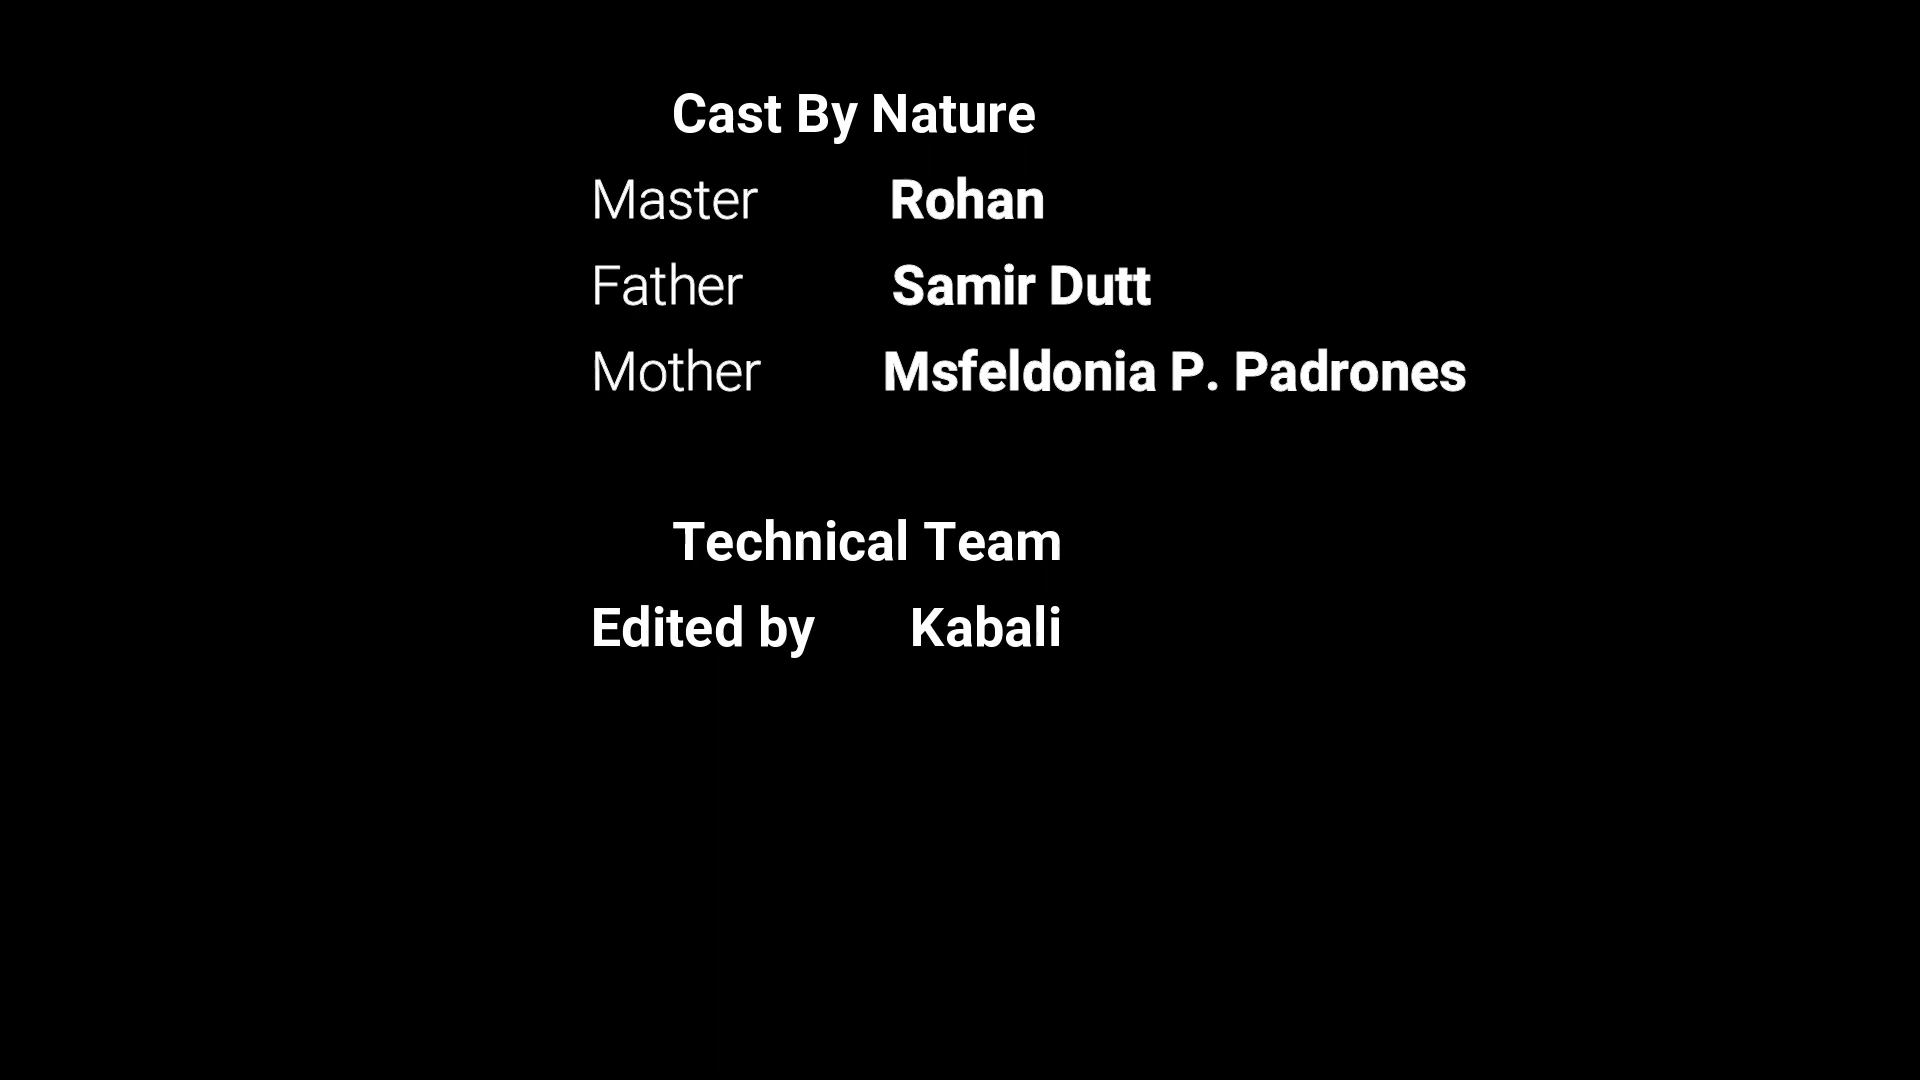 Cast By Nature
Master Rohan
Father Samir Dutt
Mother Msfeldonia P. Padrones
Technical Team
Edited by Kabali